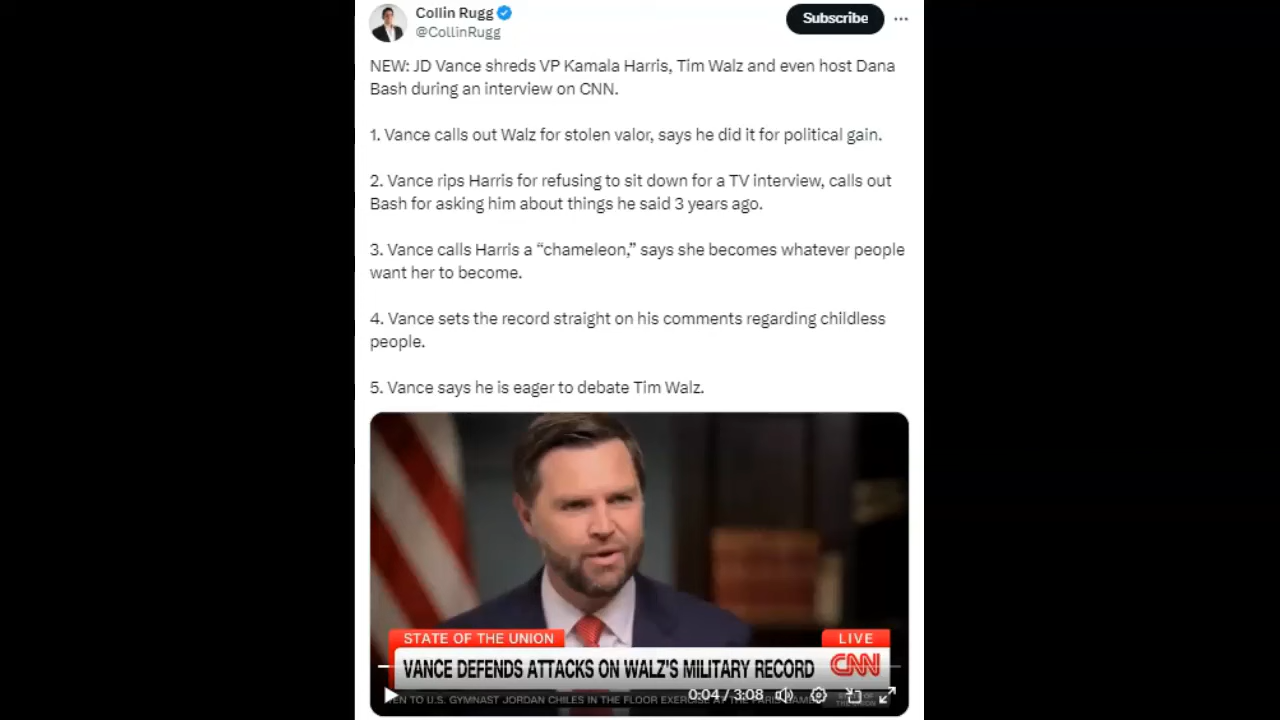 Collin Rugg
@CollinRugg
Subscribe
NEW: JD Vance shreds VP Kamala Harris, Tim Walz and even host Dana
Bash during an interview on CNN.
1. Vance calls out Walz for stolen valor, says he did it for political gain.
2. Vance rips Harris for refusing to sit down for a TV interview, calls out
Bash for asking him about things he said 3 years ago.
3. Vance calls Harris a “chameleon,” says she becomes whatever people
want her to become.
4. Vance sets the record straight on his comments regarding childless
people.
5. Vance says he is eager to debate Tim Walz.
STATE OF THE UNION
LIVE
VANCE DEFENDS ATTACKS ON WALZ'S MILITARY RECORD
CNN
0:04 / 3:08
TO U.S. GYMNAST JORDAN CHILES IN THE FLOOR AT THE PARIS